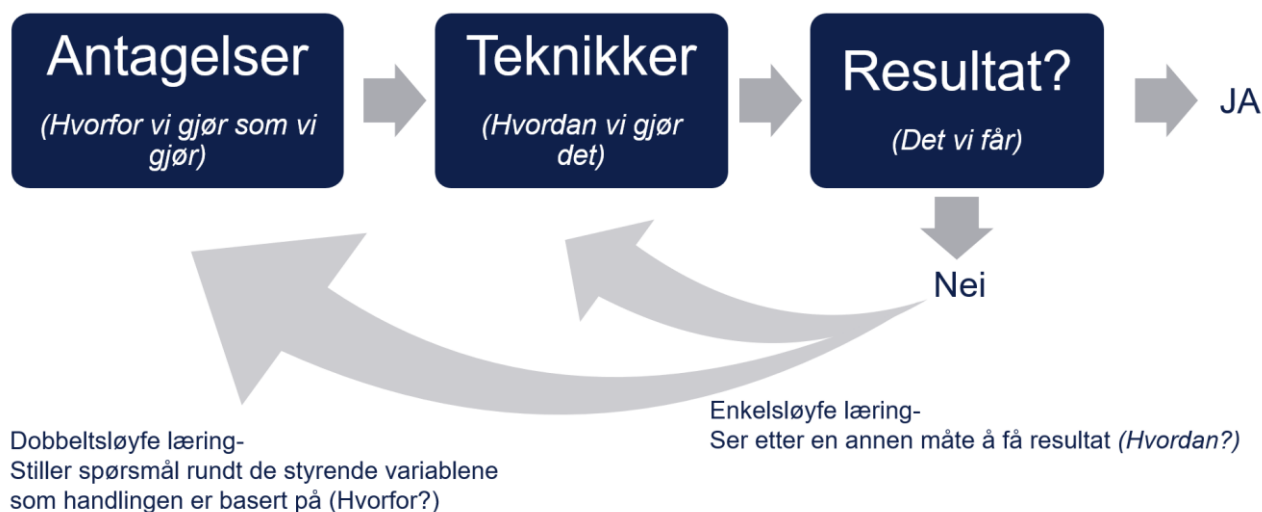 Antagelser
(Hvorfor vi gjør som vi
gjør)
Teknikker
(Hvordan vi gjør
det)
Resultat?
(Det vi får)
JA
Nei
Enkelsløyfe læring-
Ser etter en annen måte å få resultat (Hvordan?)
Dobbeltsløyfe læring-
Stiller spørsmål rundt de styrende variablene
som handlingen er basert på (Hvorfor?)